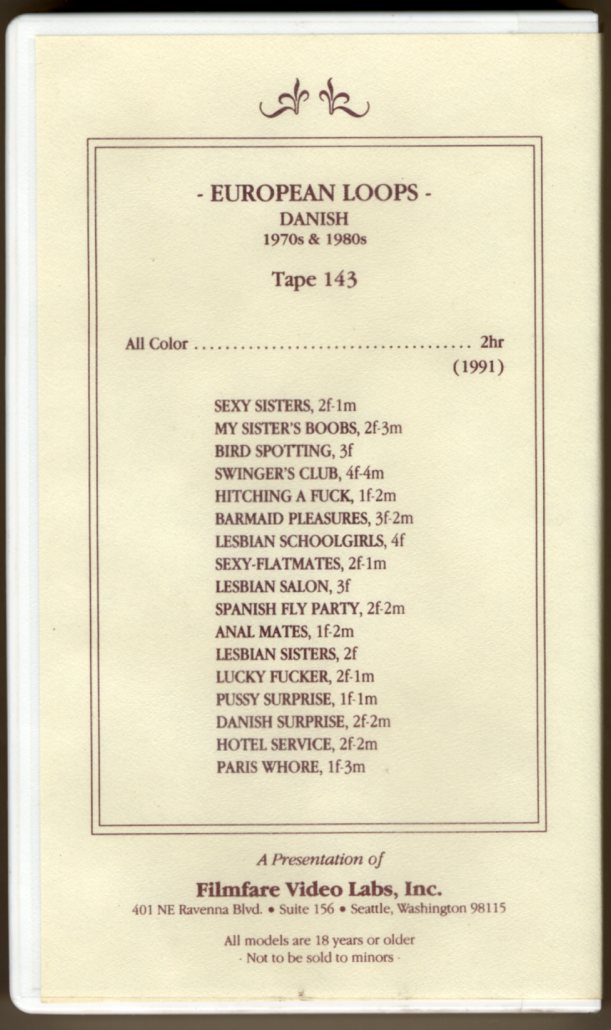 - EUROPEAN LOOPS -
DANISH
1970s & 1980s
Tape 143
All Color .................................. 2hr
(1991)
SEXY SISTERS, 2f-1m
MY SISTER'S BOOBS, 2f-3m
BIRD SPOTTING, 3f
SWINGER'S CLUB, 4f-4m
HITCHING A FUCK, 1f-2m
BARMAID PLEASURES, 3f-2m
LESBIAN SCHOOLGIRLS, 4f
SEXY-FLATMATES, 2f-1m
LESBIAN SALON, 3f
SPANISH FLY PARTY, 2f-2m
ANAL MATES, 1f-2m
LESBIAN SISTERS, 2f
LUCKY FUCKER, 2f-1m
PUSSY SURPRISE, 1f-1m
DANISH SURPRISE, 2f-2m
HOTEL SERVICE, 2f-2m
PARIS WHORE, 1f-3m
A Presentation of
Filmfare Video Labs, Inc.
401 NE Ravenna Blvd. • Suite 156 • Seattle, Washington 98115
All models are 18 years or older
- Not to be sold to minors -